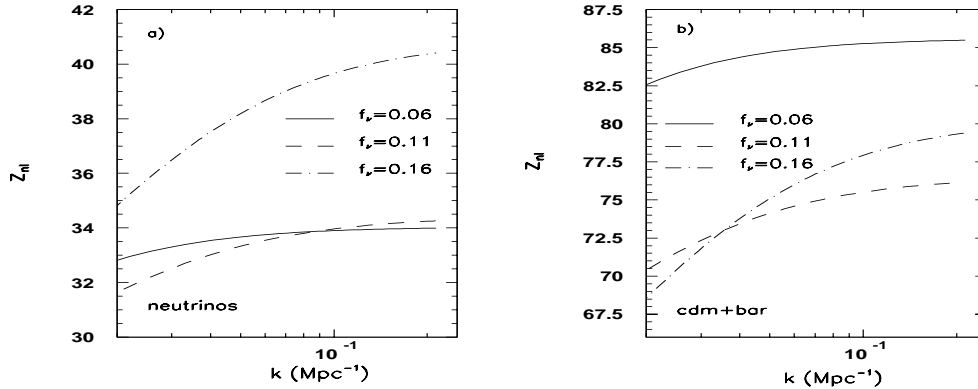 a)
42
40
38
36
34
32
30
Z_nl
f_ν=0.06
f_ν=0.11
f_ν=0.16
neutrinos
10⁻¹
k (Mpc⁻¹)
b)
87.5
85
82.5
80
77.5
75
72.5
70
67.5
Z_nl
f_ν=0.06
f_ν=0.11
f_ν=0.16
cdm+bar
10⁻¹
k (Mpc⁻¹)